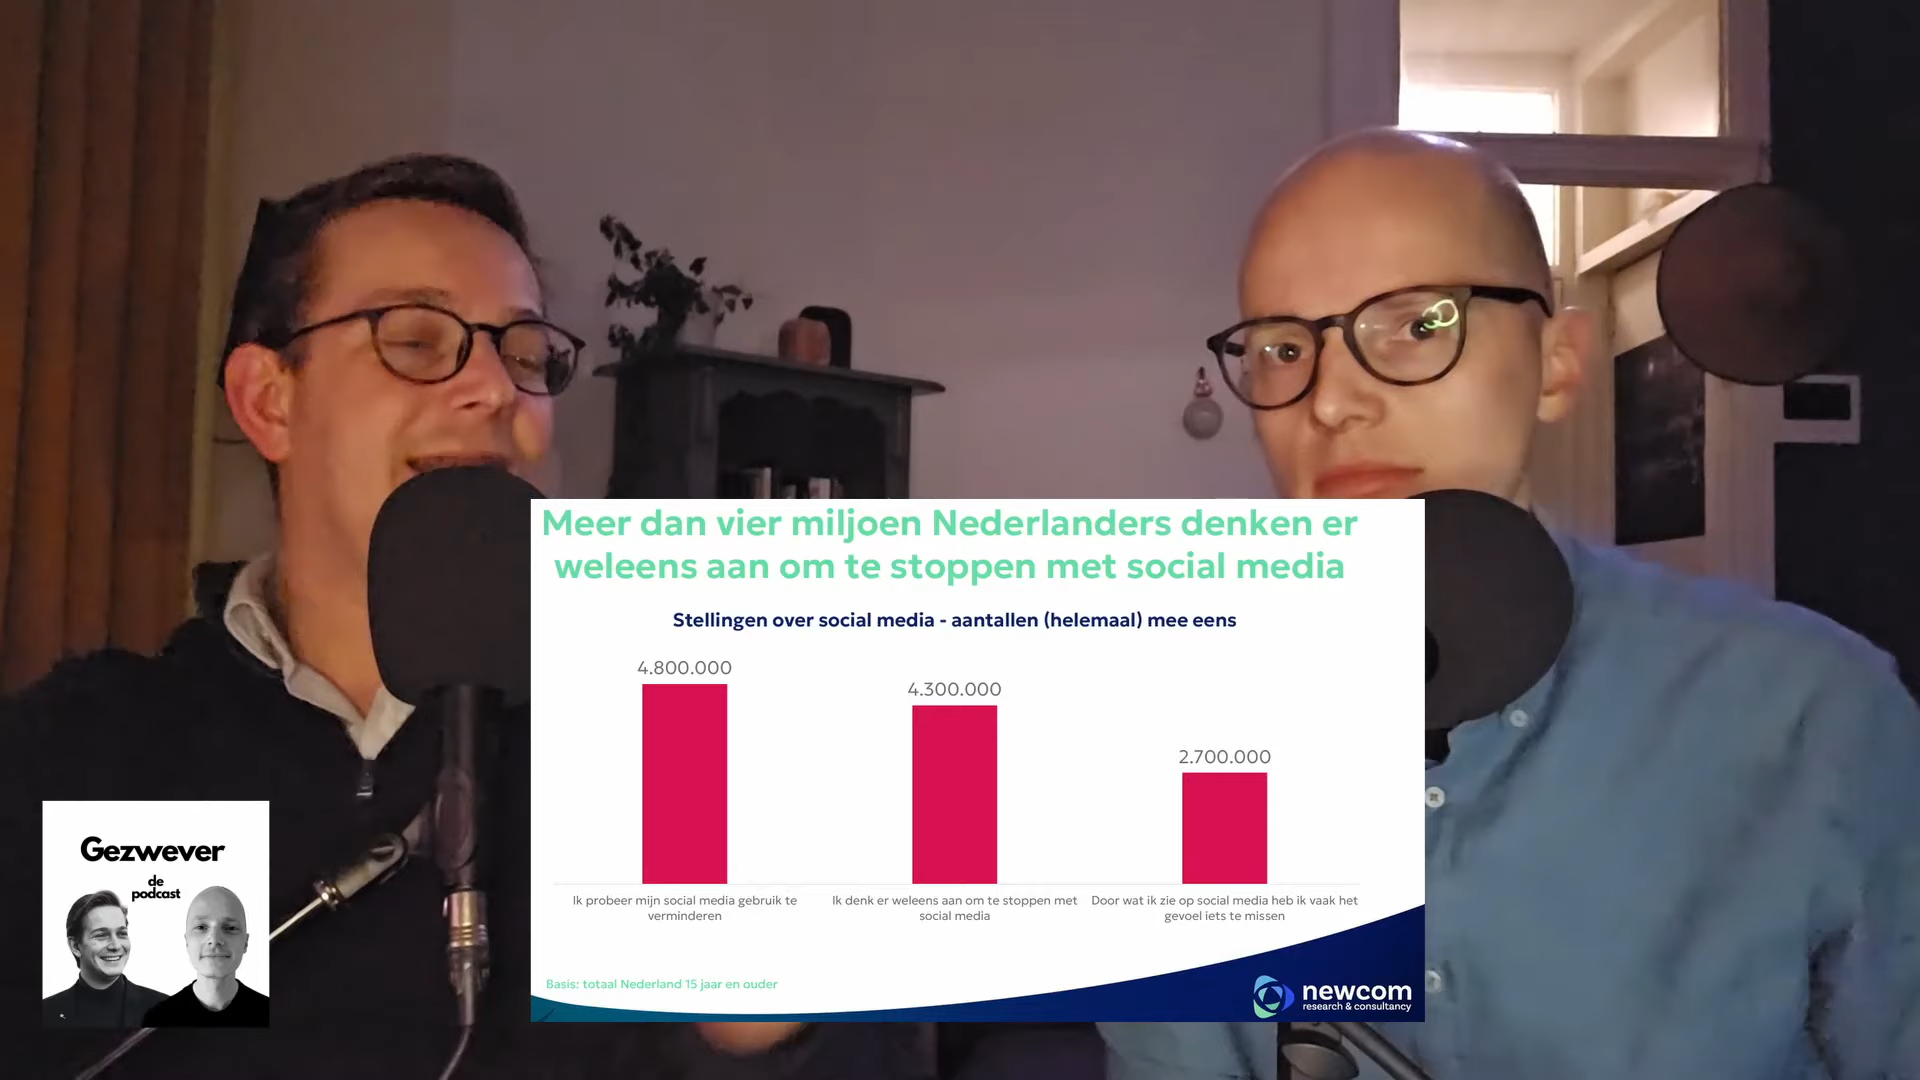 Meer dan vier miljoen Nederlanders denken er
weleens aan om te stoppen met social media
Stellingen over social media - aantallen (helemaal) mee eens
4.800.000
4.300.000
2.700.000
Ik probeer mijn social media gebruik te
verminderen
Ik denk er weleens aan om te stoppen met
social media
Door wat ik zie op social media heb ik vaak het
gevoel iets te missen
Basis: totaal Nederland 15 jaar en ouder
newcom
research & consultancy
Gezwever
de
podcast